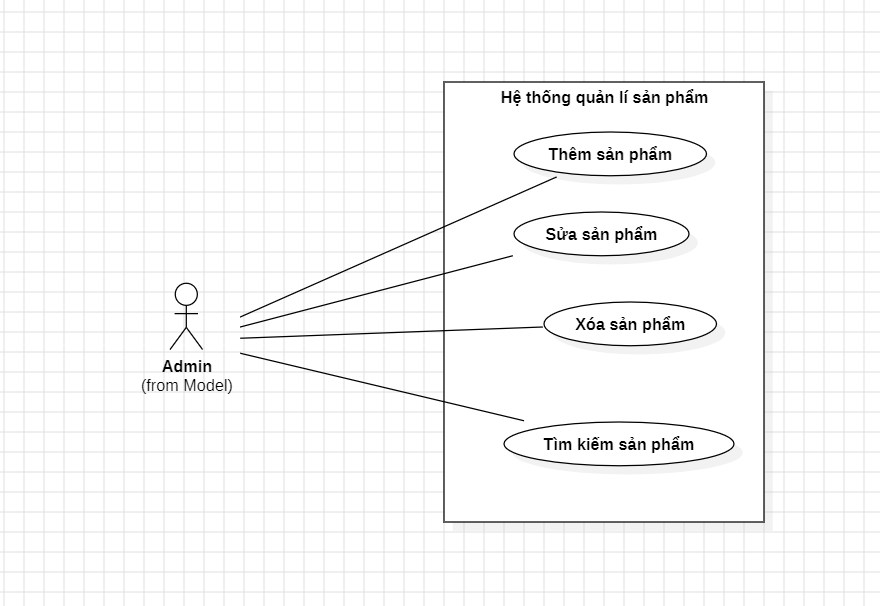 Hệ thống quản lí sản phẩm
Thêm sản phẩm
Sửa sản phẩm
Xóa sản phẩm
Admin
(from Model)
Tìm kiếm sản phẩm